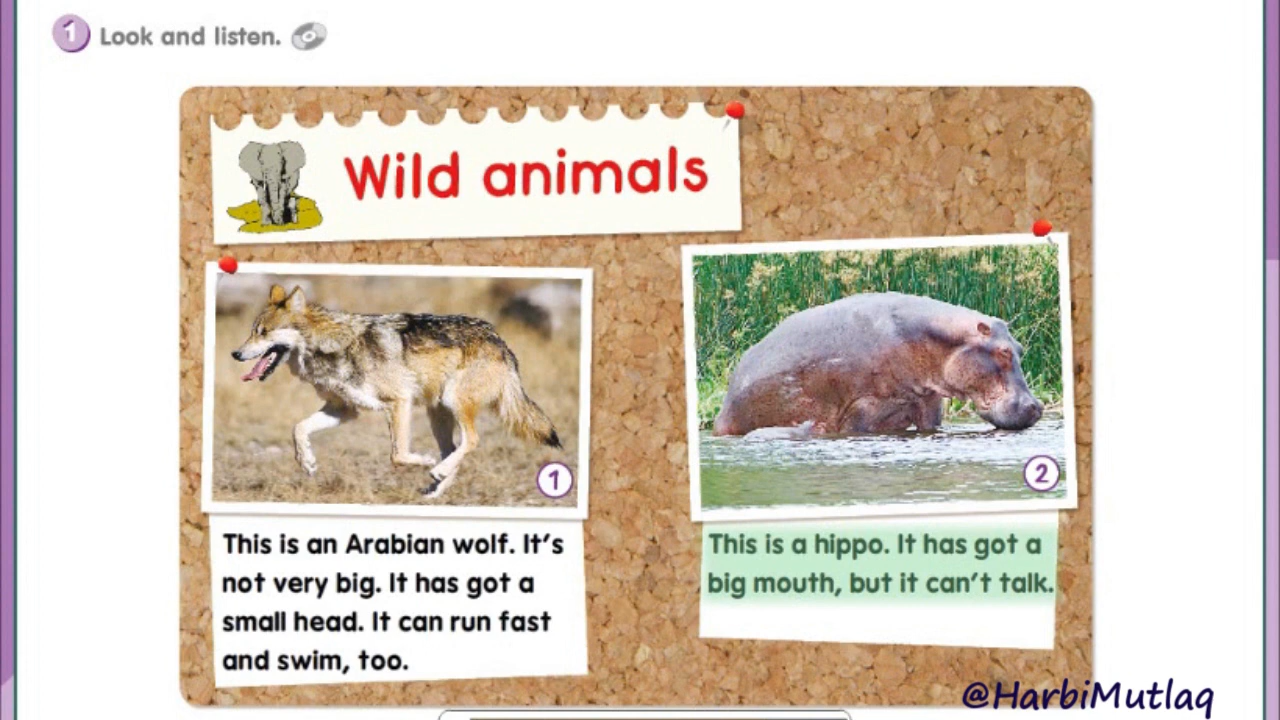 1 Look and listen.
Wild animals
1
This is an Arabian wolf. It's
not very big. It has got a
small head. It can run fast
and swim, too.
2
This is a hippo. It has got a
big mouth, but it can't talk.
@HarbiMutlaq